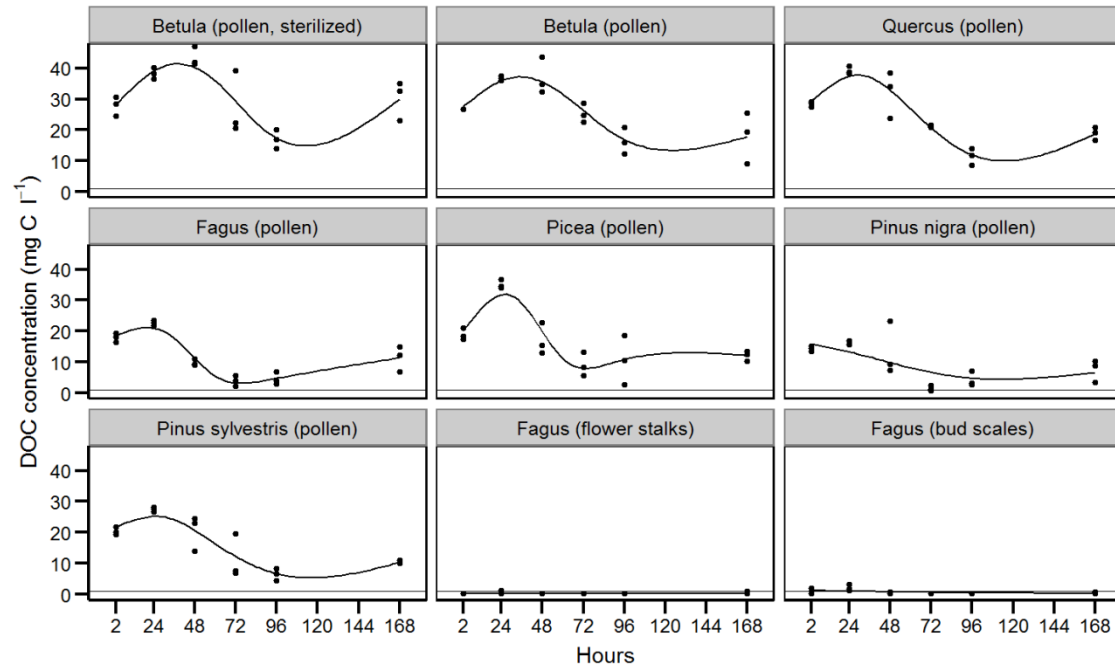 Betula (pollen, sterilized) Betula (pollen) Quercus (pollen)
40
30
20
10
0
Fagus (pollen) Picea (pollen) Pinus nigra (pollen)
40
30
20
10
0
Pinus sylvestris (pollen) Fagus (flower stalks) Fagus (bud scales)
40
30
20
10
0
DOC concentration (mg C l⁻¹)
2 24 48 72 96 120 144 168 2 24 48 72 96 120 144 168 2 24 48 72 96 120 144 168
Hours